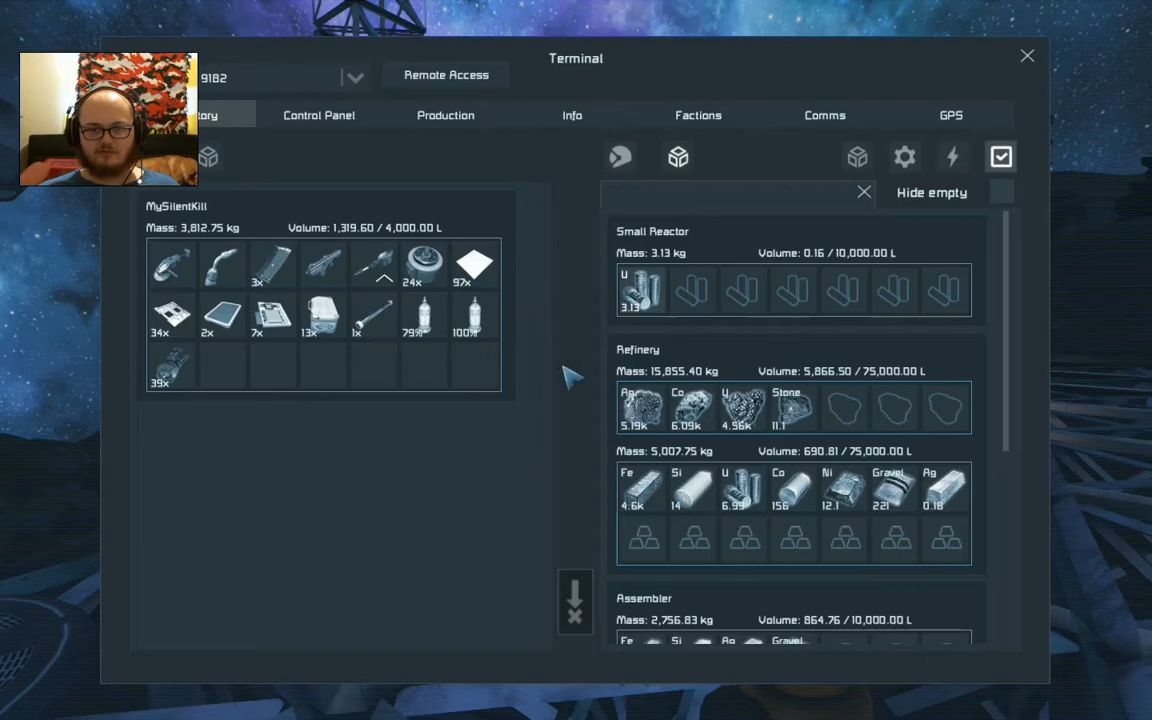 Terminal
9182
Remote Access
tory
Control Panel
Production
Info
Factions
Comms
GPS
Hide empty
MySilentKill
Mass: 3,812.75 kg Volume: 1,319.60 / 4,000.00 L
3x 24x 97x
34x 2x 7x 13x 1x 79% 100%
39x
Small Reactor
Mass: 3.13 kg Volume: 0.16 / 10,000.00 L
U
3.13
Refinery
Mass: 15,855.40 kg Volume: 5,866.50 / 75,000.00 L
Ag Co U Stone
5.19k 6.09k 4.56k 11.1
Mass: 5,007.75 kg Volume: 690.81 / 75,000.00 L
Fe Si U Co Ni Gravel Ag
4.6k 14 6.99 156 12.1 221 0.18
Assembler
Mass: 2,756.83 kg Volume: 864.76 / 10,000.00 L
Fe Si Ag Gravel